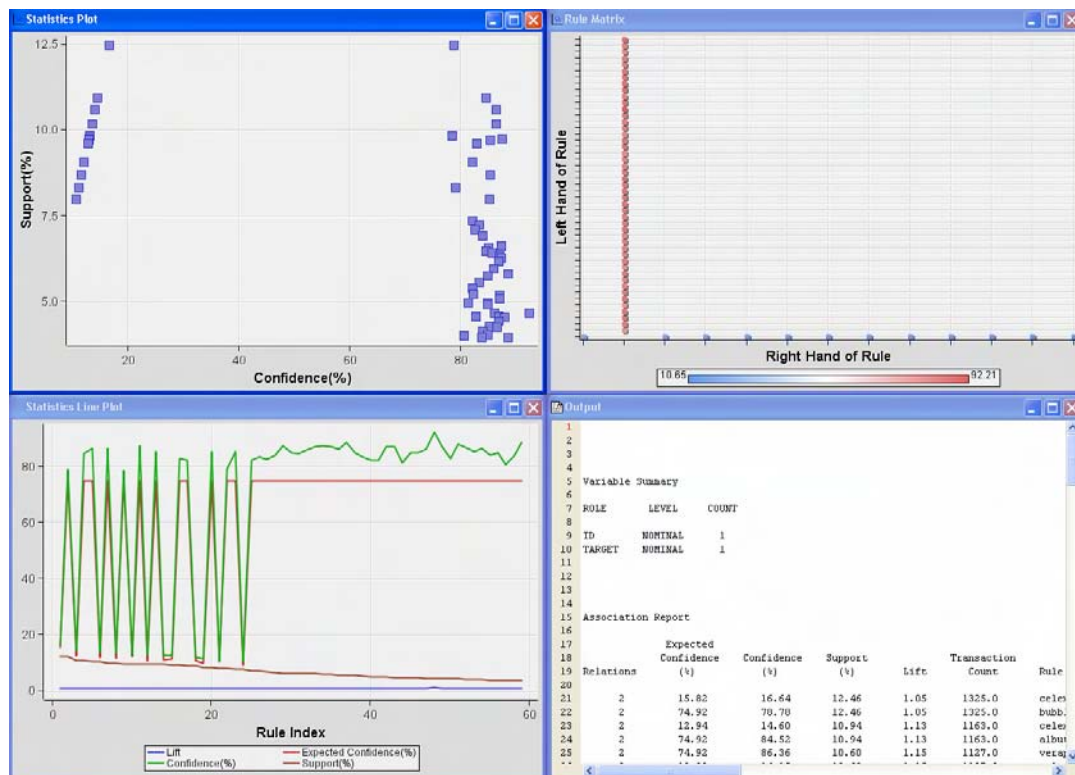 Statistics Plot
12.5
10.0
7.5
5.0
Support(%)
20 40 60 80
Confidence(%)
Rule Matrix
Left Hand of Rule
Right Hand of Rule
10.65 92.21
Statistics Line Plot
80
60
40
20
0
0 20 40 60
Rule Index
Lift Expected Confidence(%)
Confidence(%) Support(%)
Output
1
2
3
4
5 Variable Summary
6
7 ROLE LEVEL COUNT
8
9 ID NOMINAL 1
10 TARGET NOMINAL 1
11
12
13
14
15 Association Report
16
17 Expected
18 Confidence Confidence Support Transaction
19 Relations (%) (%) (%) Lift Count Rule
20
21 2 15.82 16.64 12.46 1.05 1325.0
22 2 74.92 78.78 12.46 1.05 1325.0 bubbl
23 2 12.94 14.60 10.94 1.13 1163.0
24 2 74.92 84.52 10.94 1.13 1163.0
25 2 74.92 86.36 10.60 1.15 1127.0